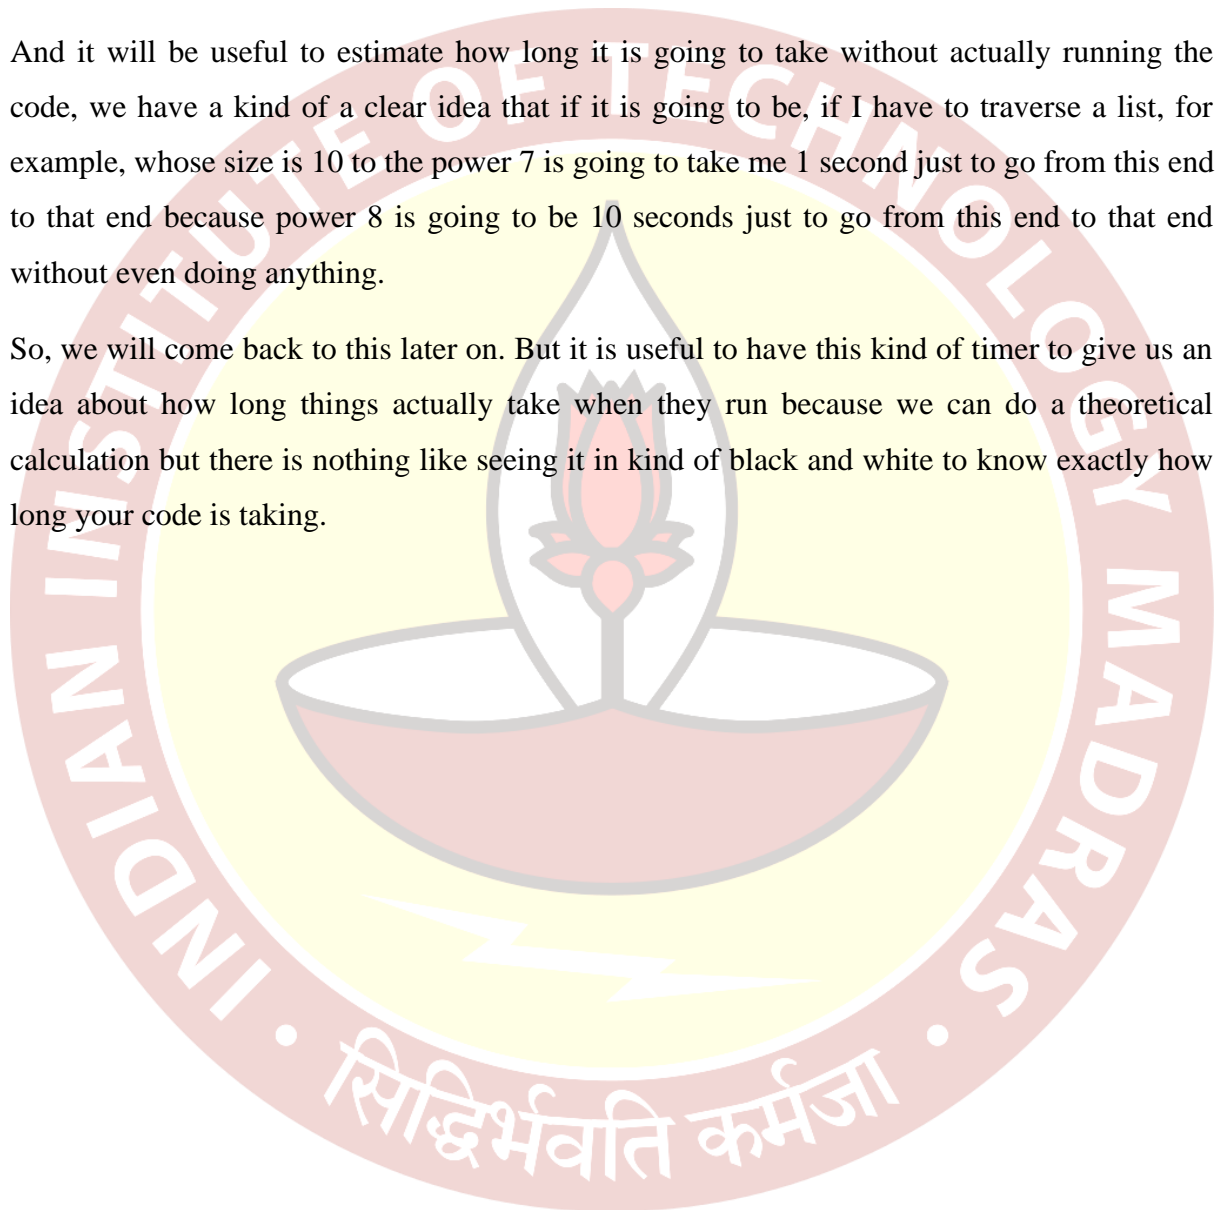 And it will be useful to estimate how long it is going to take without actually running the
code, we have a kind of a clear idea that if it is going to be, if I have to traverse a list, for
example, whose size is 10 to the power 7 is going to take me 1 second just to go from this end
to that end because power 8 is going to be 10 seconds just to go from this end to that end
without even doing anything.
So, we will come back to this later on. But it is useful to have this kind of timer to give us an
idea about how long things actually take when they run because we can do a theoretical
calculation but there is nothing like seeing it in kind of black and white to know exactly how
long your code is taking.
INDIAN INSTITUTE OF TECHNOLOGY MADRAS
सिद्धिर्भवति कर्मजा